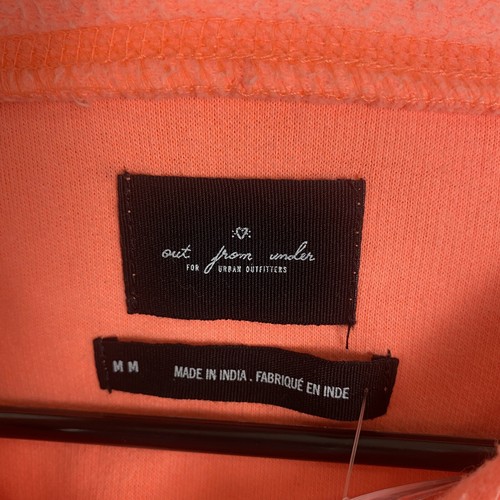 out from under
FOR URBAN OUTFITTERS
M M MADE IN INDIA . FABRIQUÉ EN INDE